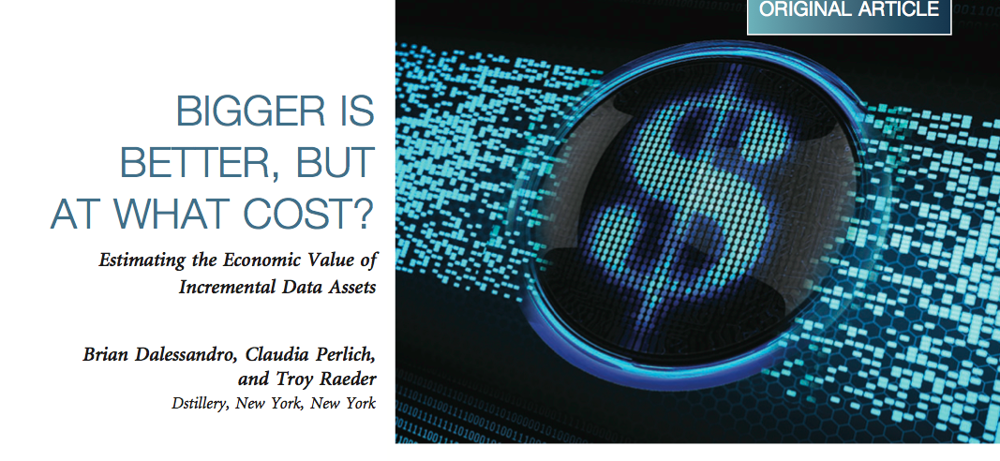 ORIGINAL ARTICLE
BIGGER IS
BETTER, BUT
AT WHAT COST?
Estimating the Economic Value of
Incremental Data Assets
Brian Dalessandro, Claudia Perlich,
and Troy Raeder
Dstillery, New York, New York